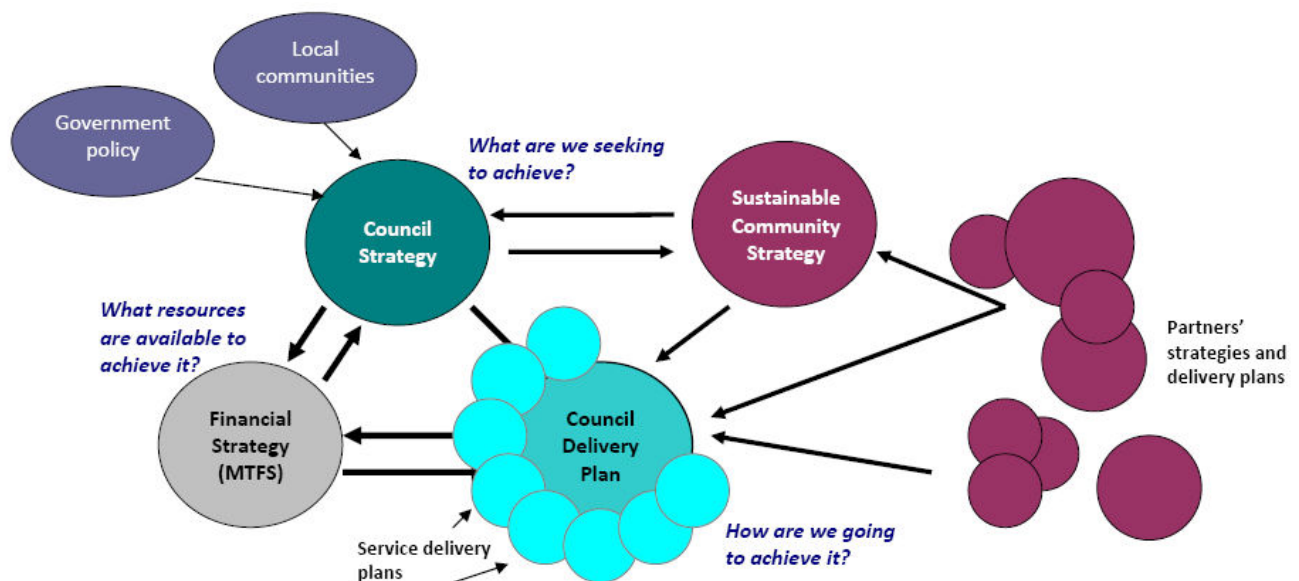 Local
communities
Government
policy
What are we seeking
to achieve?
Sustainable
Community
Strategy
Council
Strategy
What resources
are available to
achieve it?
Partners’
strategies and
delivery plans
Financial
Strategy
(MTFS)
Council
Delivery
Plan
How are we going
to achieve it?
Service delivery
plans